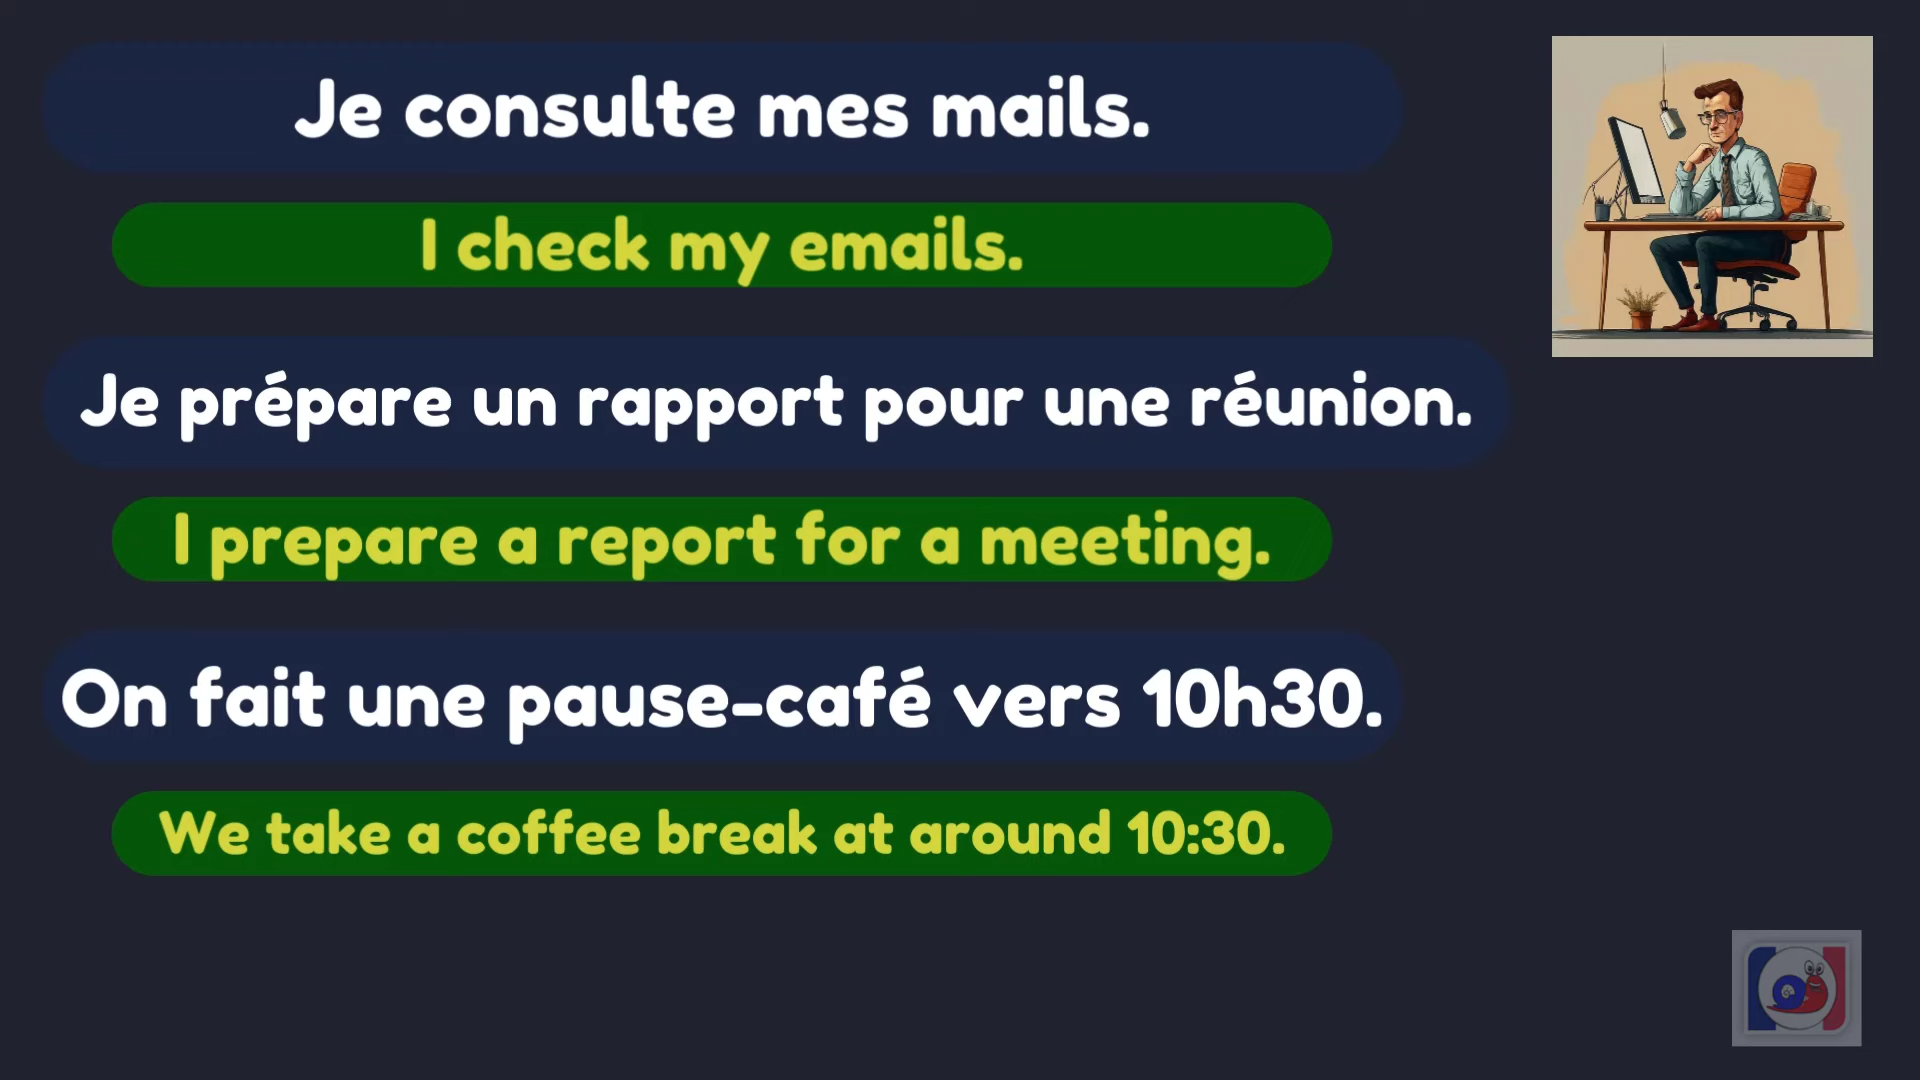 Je consulte mes mails.
I check my emails.
Je prépare un rapport pour une réunion.
I prepare a report for a meeting.
On fait une pause-café vers 10h30.
We take a coffee break at around 10:30.